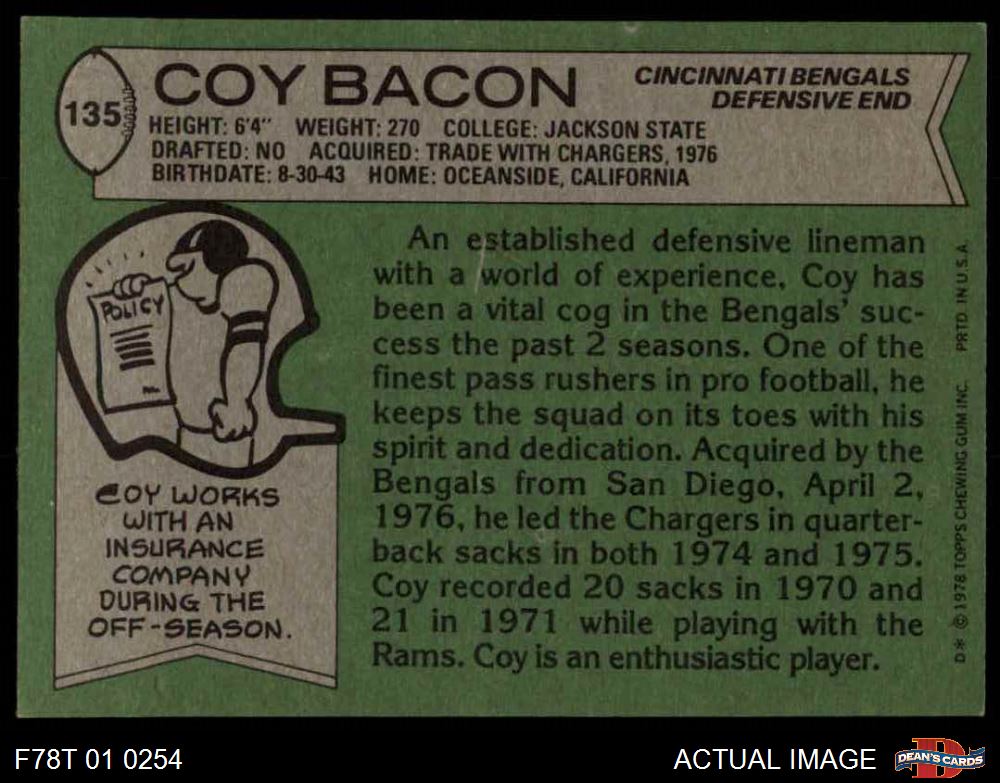 135
COY BACON
CINCINNATI BENGALS
DEFENSIVE END
HEIGHT: 6'4" WEIGHT: 270 COLLEGE: JACKSON STATE
DRAFTED: NO ACQUIRED: TRADE WITH CHARGERS, 1976
BIRTHDATE: 8-30-43 HOME: OCEANSIDE, CALIFORNIA
POLICY
COY WORKS
WITH AN
INSURANCE
COMPANY
DURING THE
OFF-SEASON.
An established defensive lineman
with a world of experience, Coy has
been a vital cog in the Bengals' suc-
cess the past 2 seasons. One of the
finest pass rushers in pro football, he
keeps the squad on its toes with his
spirit and dedication. Acquired by the
Bengals from San Diego, April 2,
1976, he led the Chargers in quarter-
back sacks in both 1974 and 1975.
Coy recorded 20 sacks in 1970 and
21 in 1971 while playing with the
Rams. Coy is an enthusiastic player.
D* © 1978 TOPPS CHEWING GUM INC. PRTD. IN U.S.A.
F78T 01 0254
ACTUAL IMAGE
D
DEAN'S CARDS